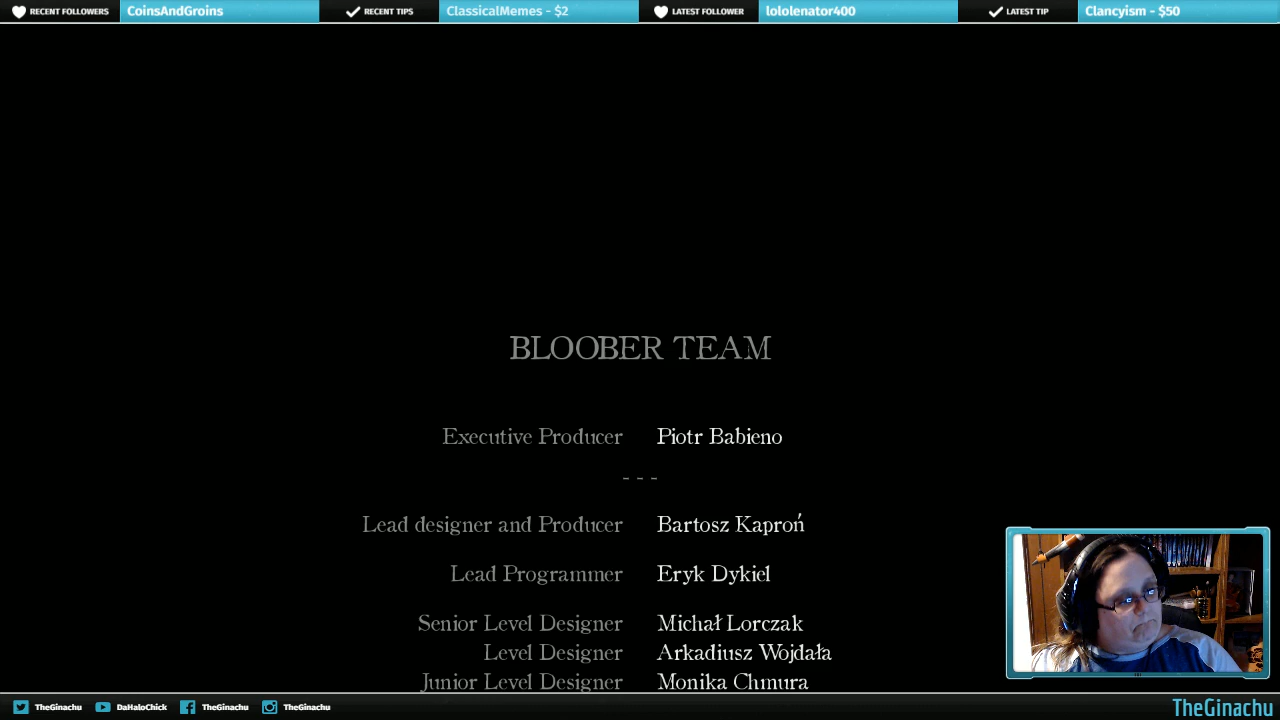 RECENT FOLLOWERS CoinsAndGroins RECENT TIPS ClassicalMemes - $2 LATEST FOLLOWER lololenator400 LATEST TIP Clancyism - $50
BLOOBER TEAM
Executive Producer Piotr Babieno
- - -
Lead designer and Producer Bartosz Kaproń
Lead Programmer Eryk Dykiel
Senior Level Designer Michał Lorczak
Level Designer Arkadiusz Wojdała
Junior Level Designer Monika Chmura
TheGinachu DaHaloChick TheGinachu TheGinachu TheGinachu